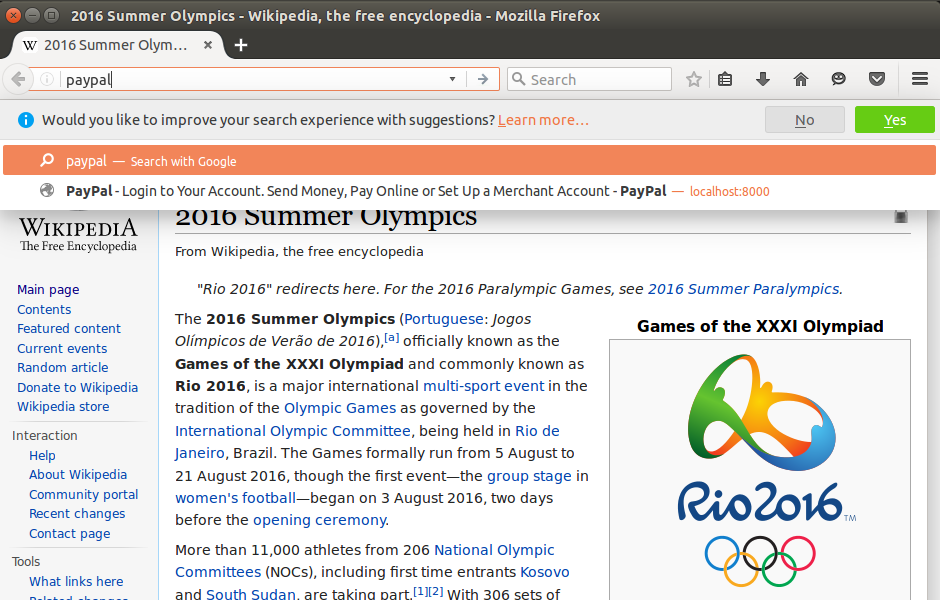 2016 Summer Olympics - Wikipedia, the free encyclopedia - Mozilla Firefox
2016 Summer Olym...
paypal
Search
Would you like to improve your search experience with suggestions? Learn more...
No
Yes
paypal — Search with Google
PayPal - Login to Your Account. Send Money, Pay Online or Set Up a Merchant Account - PayPal — localhost:8000
WIKIPEDIA
The Free Encyclopedia
Main page
Contents
Featured content
Current events
Random article
Donate to Wikipedia
Wikipedia store
Interaction
Help
About Wikipedia
Community portal
Recent changes
Contact page
Tools
What links here
Related changes
2016 Summer Olympics
From Wikipedia, the free encyclopedia
"Rio 2016" redirects here. For the 2016 Paralympic Games, see 2016 Summer Paralympics.
The 2016 Summer Olympics (Portuguese: Jogos
Olímpicos de Verão de 2016),[a] officially known as the
Games of the XXXI Olympiad and commonly known as
Rio 2016, is a major international multi-sport event in the
tradition of the Olympic Games as governed by the
International Olympic Committee, being held in Rio de
Janeiro, Brazil. The Games formally run from 5 August to
21 August 2016, though the first event—the group stage in
women's football—began on 3 August 2016, two days
before the opening ceremony.
More than 11,000 athletes from 206 National Olympic
Committees (NOCs), including first time entrants Kosovo
and South Sudan, are taking part.[1][2] With 306 sets of
Games of the XXXI Olympiad
Rio2016™